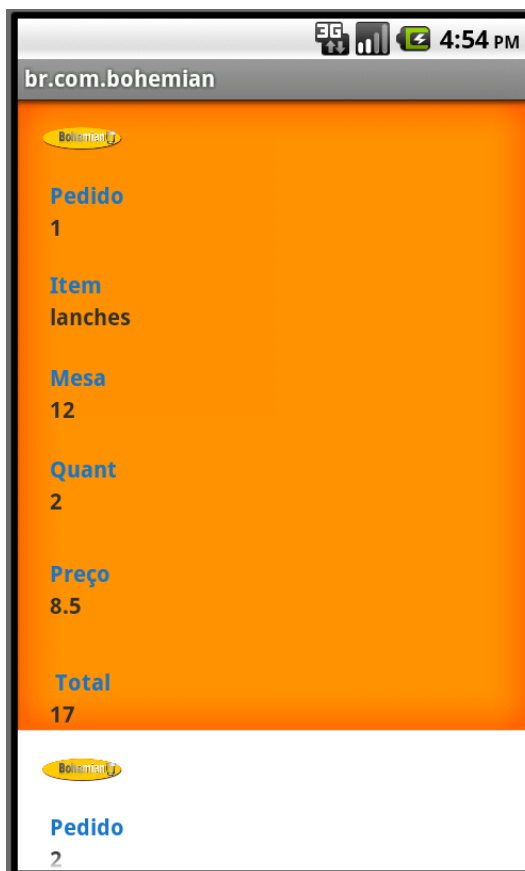 3G 4:54 PM
br.com.bohemian
Bohemian
Pedido
1
Item
lanches
Mesa
12
Quant
2
Preço
8.5
Total
17
Bohemian
Pedido
2